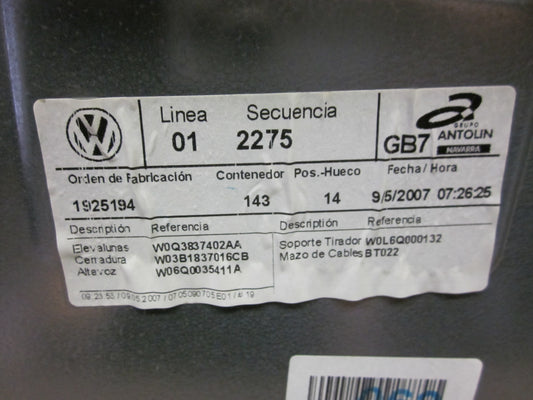 Linea Secuencia
01 2275 GB7
GRUPO
ANTOLIN
NAVARRA
Orden de Fabricación Contenedor Pos.-Hueco Fecha/Hora
1925194 143 14 9/5/2007 07:26:25
Descripción Referencia Descripción Referencia
Elevalunas W0Q3837402AA Soporte Tirador W0L6Q000132
Cerradura W03B1837016CB Mazo de Cables BT022
Altavoz W06Q0035411A